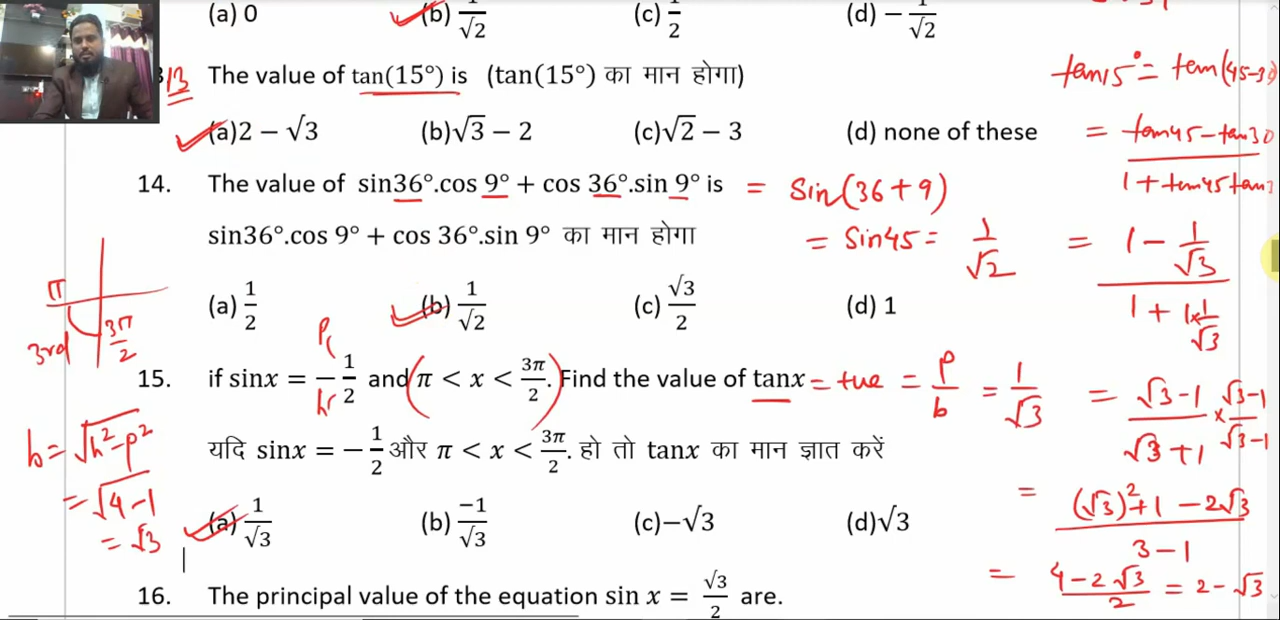 (a) 0 (b) 1/√2 (c) 1/2 (d) − 1/√2
13 The value of tan(15°) is (tan(15°) का मान होगा)
tan15° = tan(45-30)
(a)2 − √3 (b)√3 − 2 (c)√2 − 3 (d) none of these
= tan45-tan30 / 1+tan45tan
14. The value of sin36°.cos 9° + cos 36°.sin 9° is = Sin(36+9)
sin36°.cos 9° + cos 36°.sin 9° का मान होगा = Sin45 = 1/√2
= 1 - 1/√3 / 1 + 1×1/√3
π
3π/2
3rd
(a) 1/2 (b) 1/√2 (c) √3/2 (d) 1
P
h
15. if sinx = − 1/2 and (π < x < 3π/2). Find the value of tanx = +ve = P/b = 1/√3
= √3-1 / √3+1 × √3-1 / √3-1
b = √h²-p²
यदि sinx = − 1/2 और π < x < 3π/2. हो तो tanx का मान ज्ञात करें
= √4-1
= (√3)²+1-2√3 / 3-1
= √3
(a) 1/√3 (b) −1/√3 (c)−√3 (d)√3
= 4-2√3 / 2 = 2-√3
16. The principal value of the equation sin x = √3/2 are.